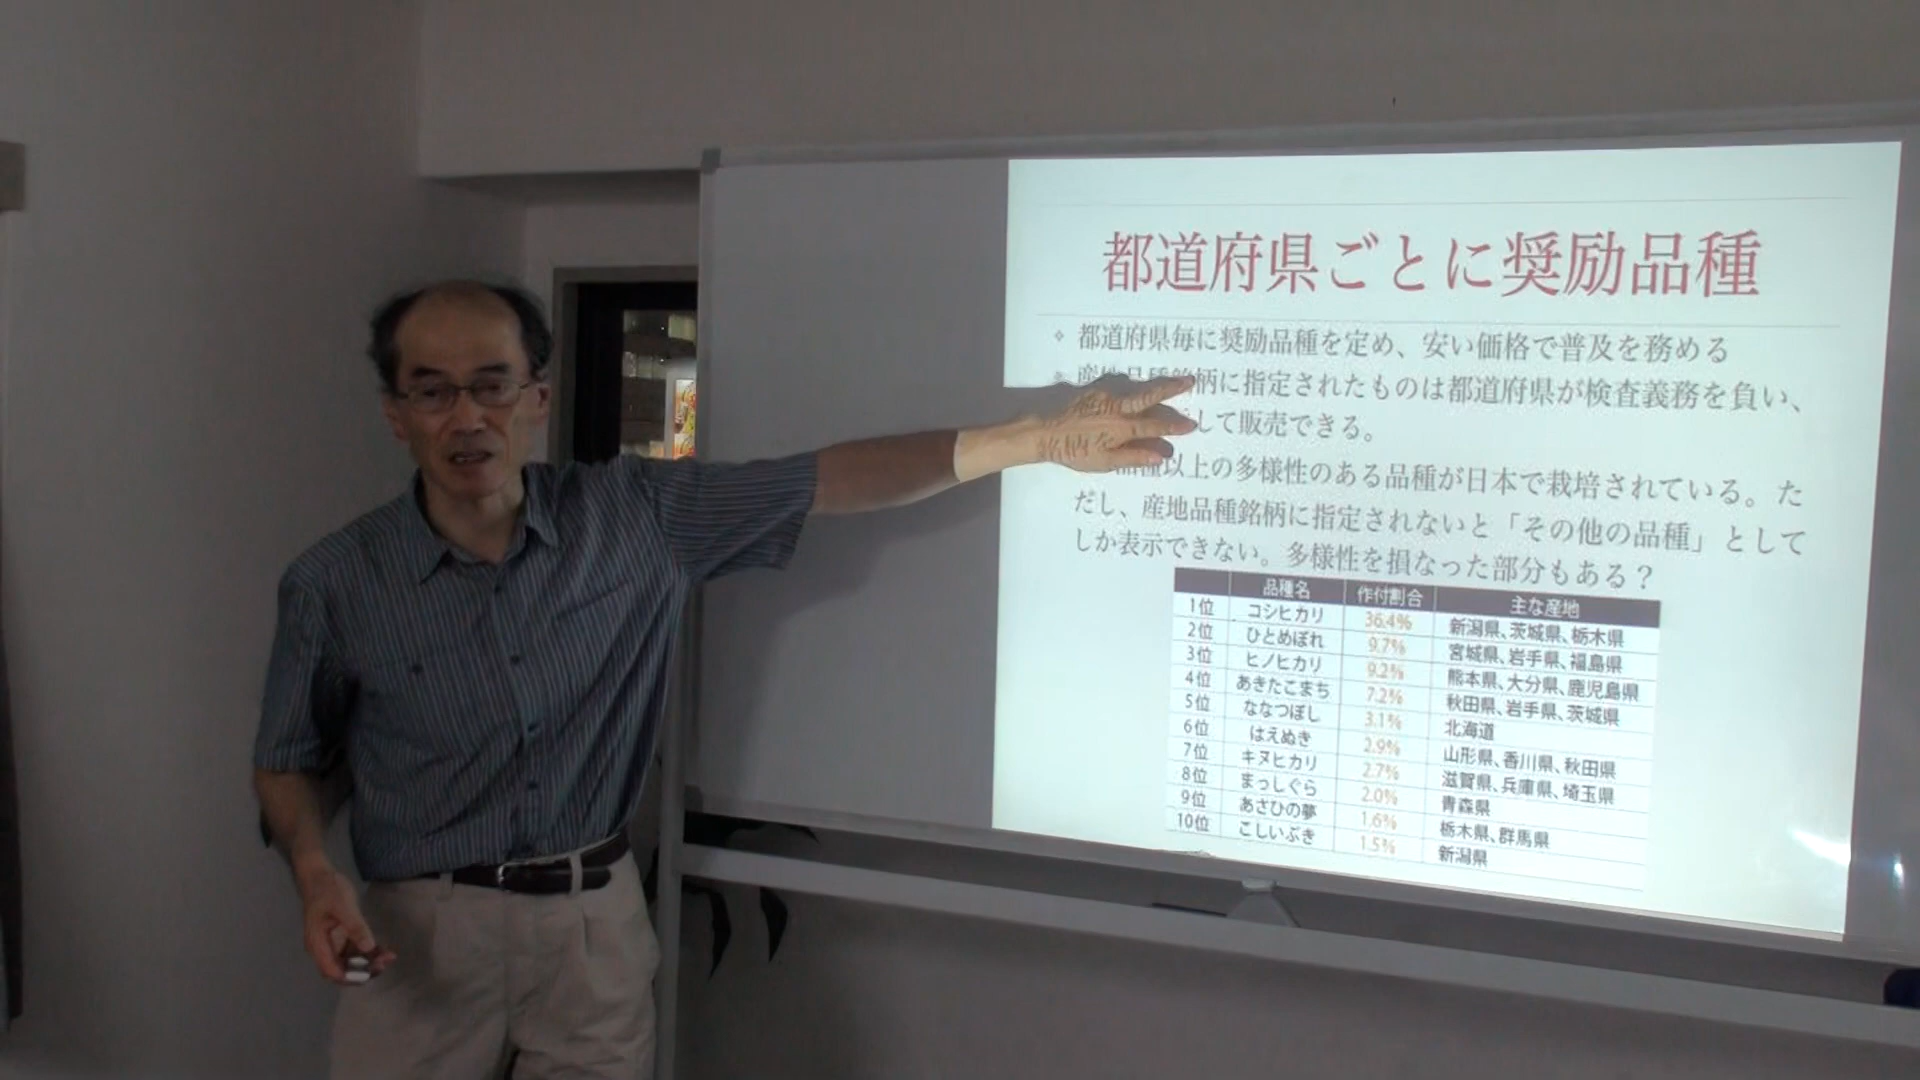 都道府県ごとに奨励品種
都道府県毎に奨励品種を定め、安い価格で普及を務める
産地品種銘柄に指定されたものは都道府県が検査義務を負い、
銘柄を
して販売できる。
品種以上の多様性のある品種が日本で栽培されている。た
だし、産地品種銘柄に指定されないと「その他の品種」として
しか表示できない。多様性を損なった部分もある？
品種名 作付割合 主な産地
1位 コシヒカリ 36.4% 新潟県、茨城県、栃木県
2位 ひとめぼれ 9.7% 宮城県、岩手県、福島県
3位 ヒノヒカリ 9.2% 熊本県、大分県、鹿児島県
4位 あきたこまち 7.2% 秋田県、岩手県、茨城県
5位 ななつぼし 3.1% 北海道
6位 はえぬき 2.9% 山形県、香川県、秋田県
7位 キヌヒカリ 2.7% 滋賀県、兵庫県、埼玉県
8位 まっしぐら 2.0% 青森県
9位 あさひの夢 1.6% 栃木県、群馬県
10位 こしいぶき 1.5% 新潟県